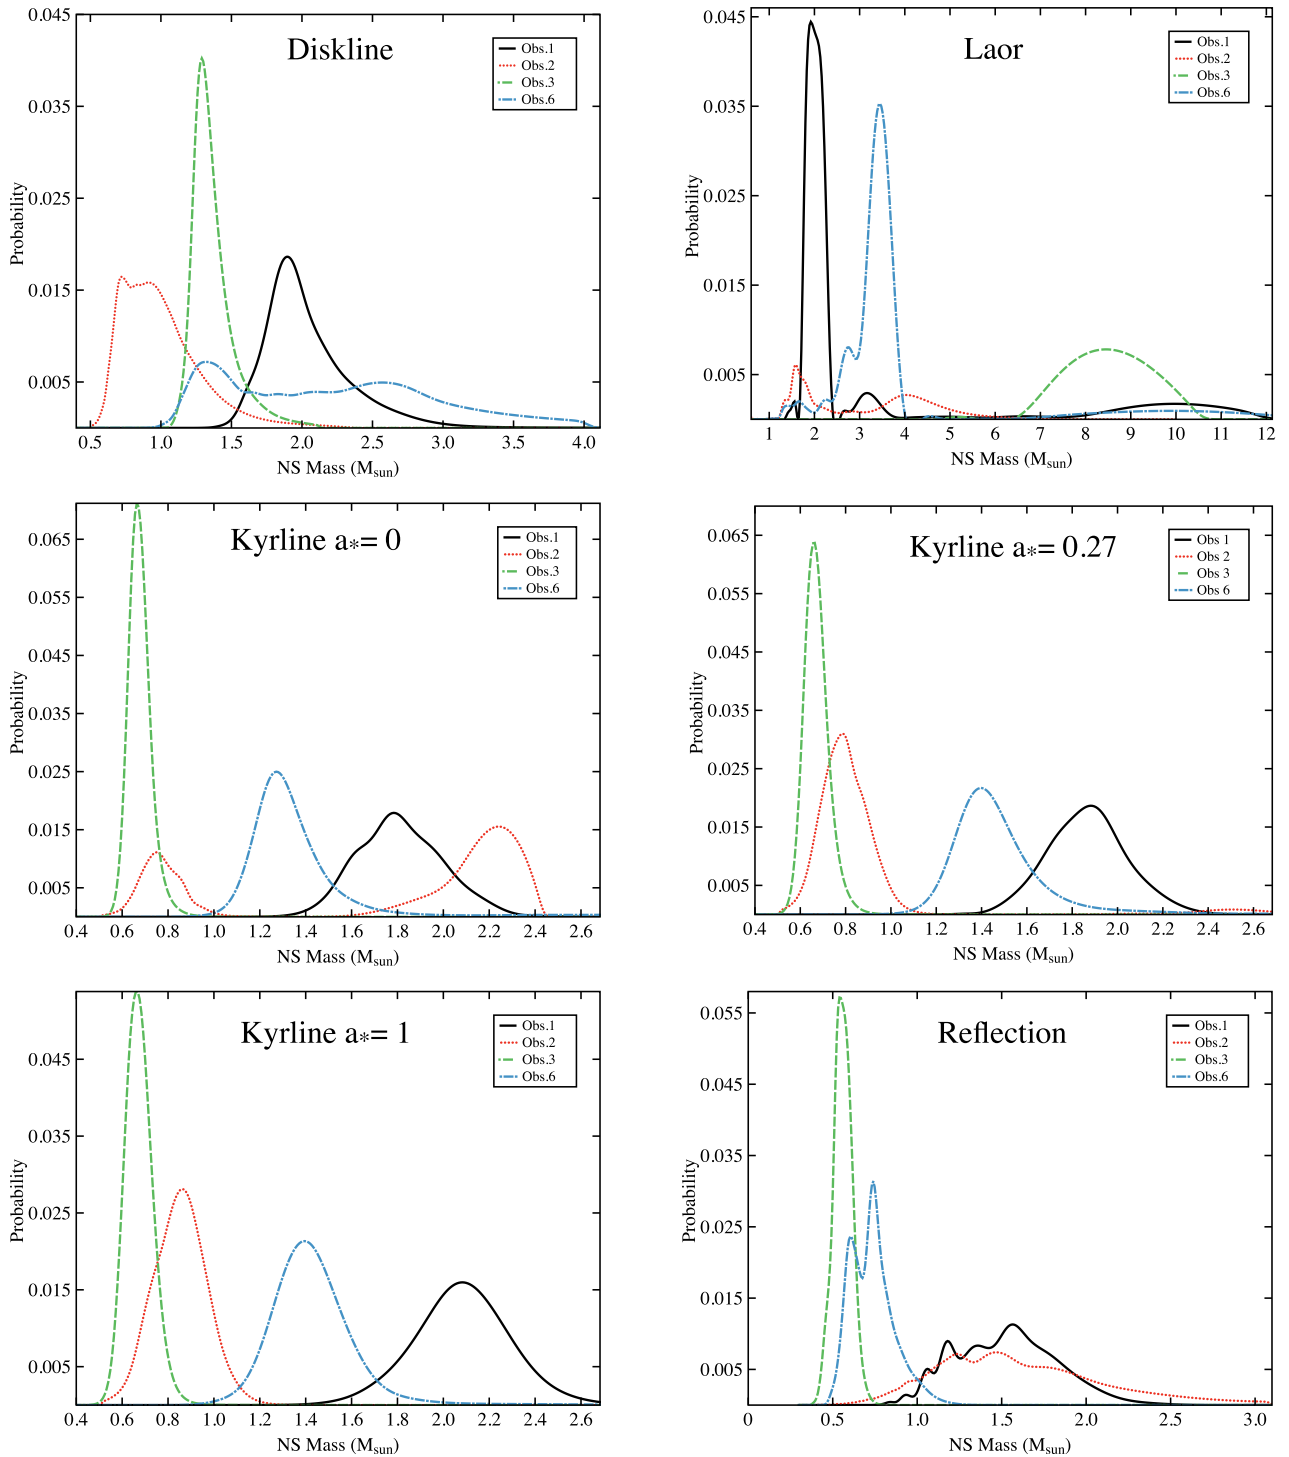 Diskline
Obs.1
Obs.2
Obs.3
Obs.6
0.045
0.035
0.025
0.015
0.005
Probability
0.5 1.0 1.5 2.0 2.5 3.0 3.5 4.0
NS Mass (Msun)
Laor
Obs.1
Obs.2
Obs.3
Obs.6
0.045
0.035
0.025
0.015
0.005
Probability
1 2 3 4 5 6 7 8 9 10 11 12
NS Mass (Msun)
Kyrline a*= 0
Obs.1
Obs.2
Obs.3
Obs.6
0.065
0.055
0.045
0.035
0.025
0.015
0.005
Probability
0.4 0.6 0.8 1.0 1.2 1.4 1.6 1.8 2.0 2.2 2.4 2.6
NS Mass (Msun)
Kyrline a*= 0.27
Obs 1
Obs 2
Obs 3
Obs 6
0.065
0.055
0.045
0.035
0.025
0.015
0.005
Probability
0.4 0.6 0.8 1.0 1.2 1.4 1.6 1.8 2.0 2.2 2.4 2.6
NS Mass (Msun)
Kyrline a*= 1
Obs.1
Obs.2
Obs.3
Obs.6
0.045
0.035
0.025
0.015
0.005
Probability
0.4 0.6 0.8 1.0 1.2 1.4 1.6 1.8 2.0 2.2 2.4 2.6
NS Mass (Msun)
Reflection
Obs.1
Obs.2
Obs.3
Obs.6
0.055
0.045
0.035
0.025
0.015
0.005
Probability
0 0.5 1.0 1.5 2.0 2.5 3.0
NS Mass (Msun)